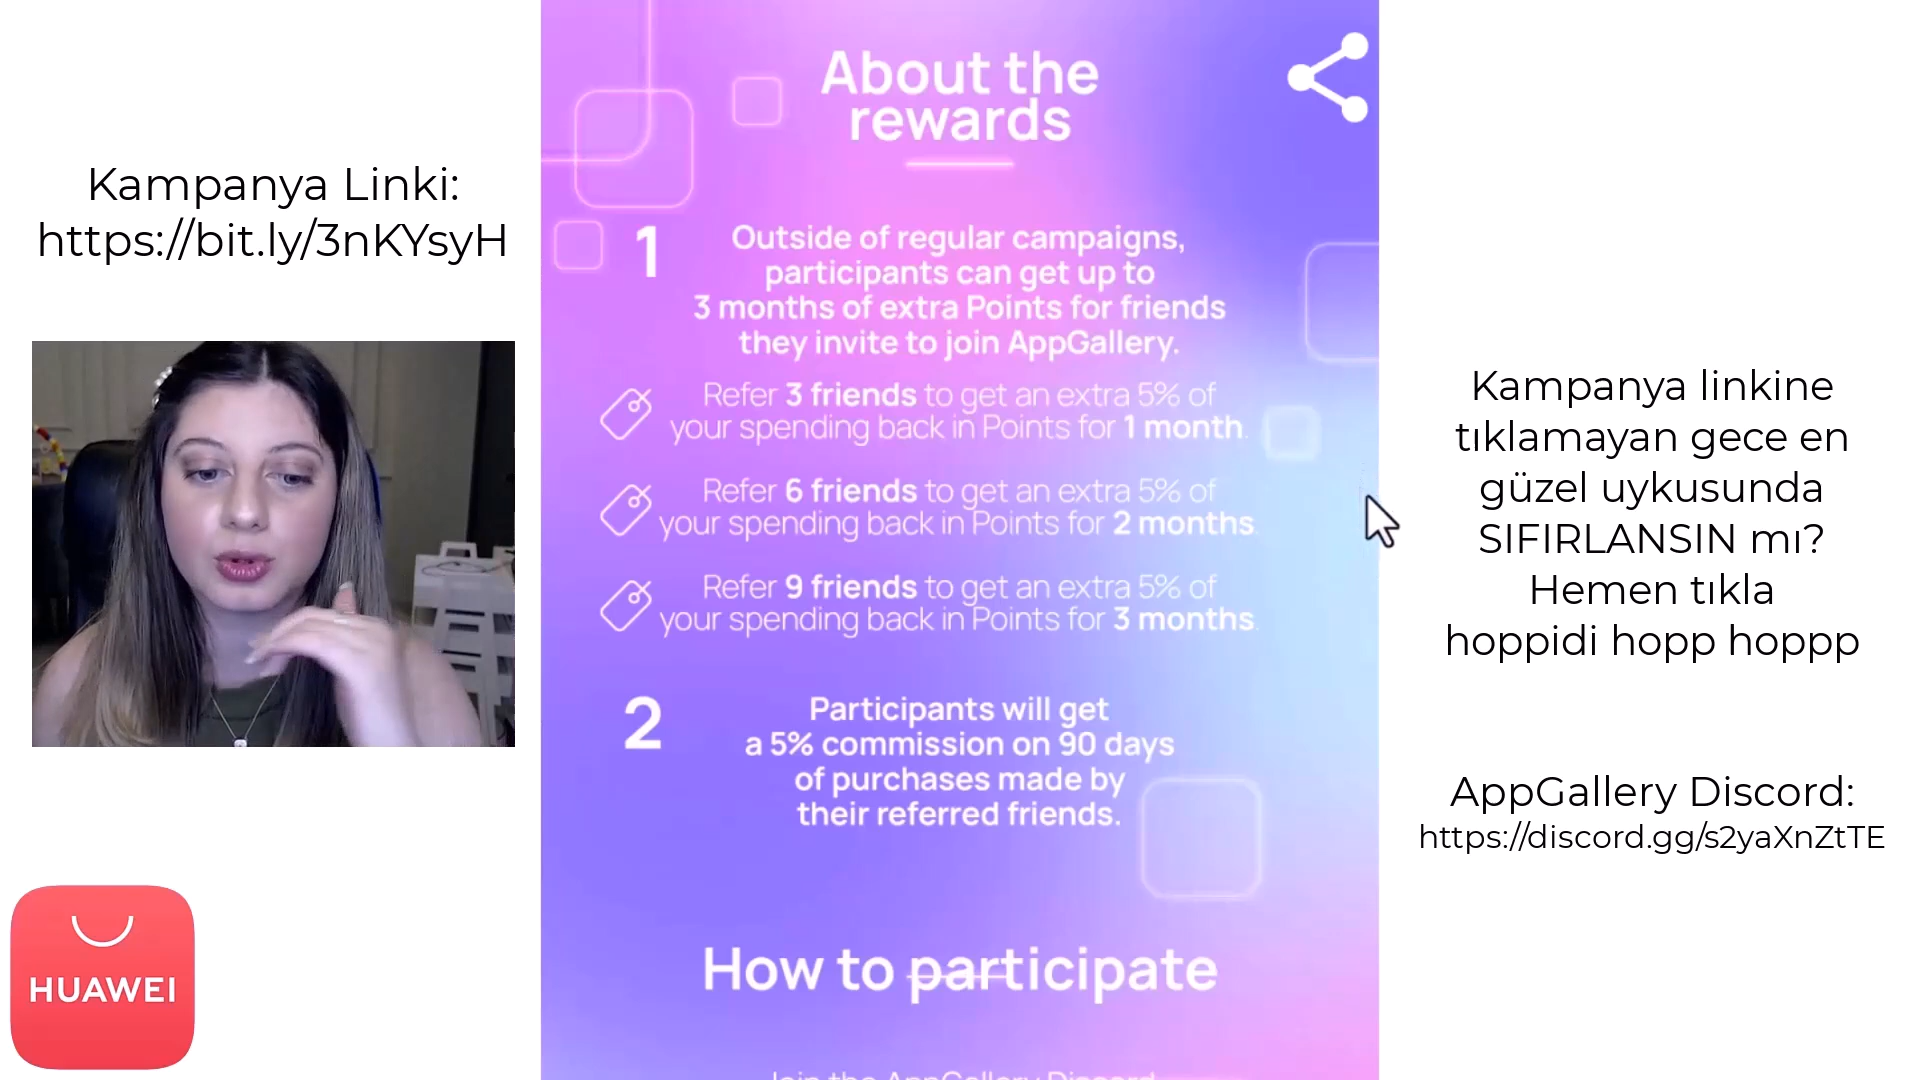 Kampanya Linki:
https://bit.ly/3nKYsyH
About the
rewards
1
Outside of regular campaigns,
participants can get up to
3 months of extra Points for friends
they invite to join AppGallery.
Refer 3 friends to get an extra 5% of
your spending back in Points for 1 month.
Refer 6 friends to get an extra 5% of
your spending back in Points for 2 months.
Refer 9 friends to get an extra 5% of
your spending back in Points for 3 months.
2
Participants will get
a 5% commission on 90 days
of purchases made by
their referred friends.
How to participate
Join the AppGallery Discord
Kampanya linkine
tıklamayan gece en
güzel uykusunda
SIFIRLANSIN mı?
Hemen tıkla
hoppidi hopp hoppp
AppGallery Discord:
https://discord.gg/s2yaXnZtTE
HUAWEI